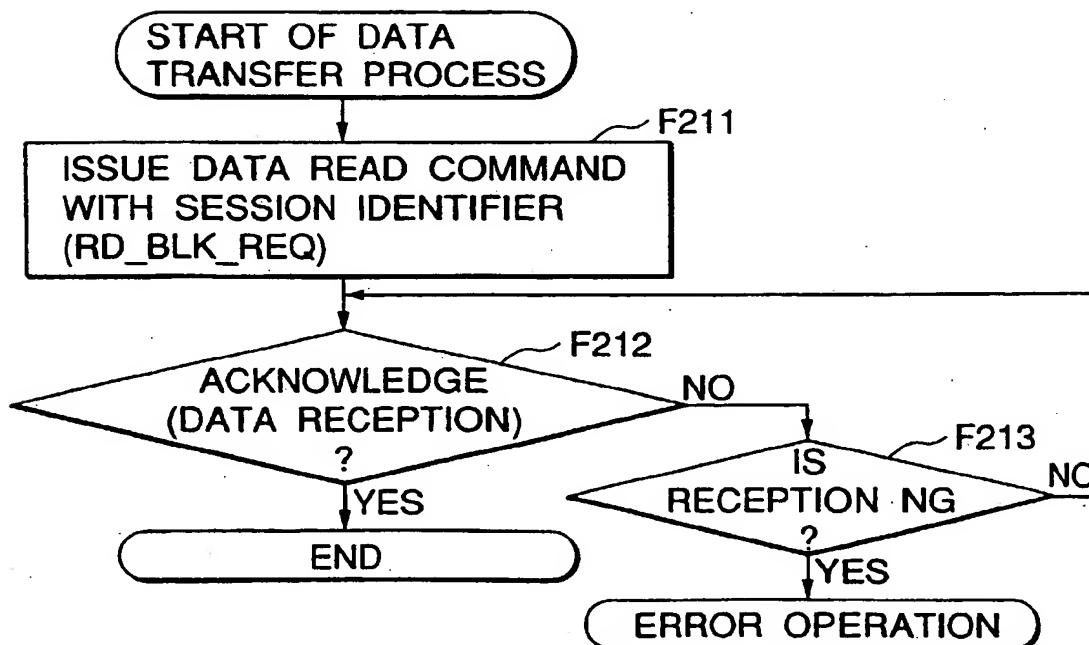 START OF DATA
TRANSFER PROCESS
F211
ISSUE DATA READ COMMAND
WITH SESSION IDENTIFIER
(RD_BLK_REQ)
F212
ACKNOWLEDGE
(DATA RECEPTION)
?
NO
F213
IS
RECEPTION NG
?
NO
YES
END
YES
ERROR OPERATION